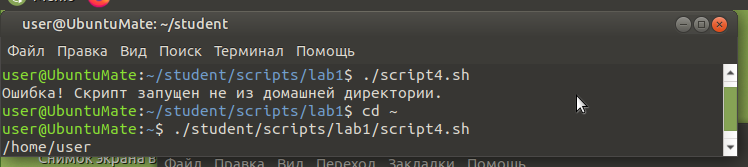 user@UbuntuMate: ~/student
Файл Правка Вид Поиск Терминал Помощь
user@UbuntuMate:~/student/scripts/lab1$ ./script4.sh
Ошибка! Скрипт запущен не из домашней директории.
user@UbuntuMate:~/student/scripts/lab1$ cd ~
user@UbuntuMate:~$ ./student/scripts/lab1/script4.sh
/home/user
Снимок экрана в
Файл Правка Вид Переход Закладки Помощь